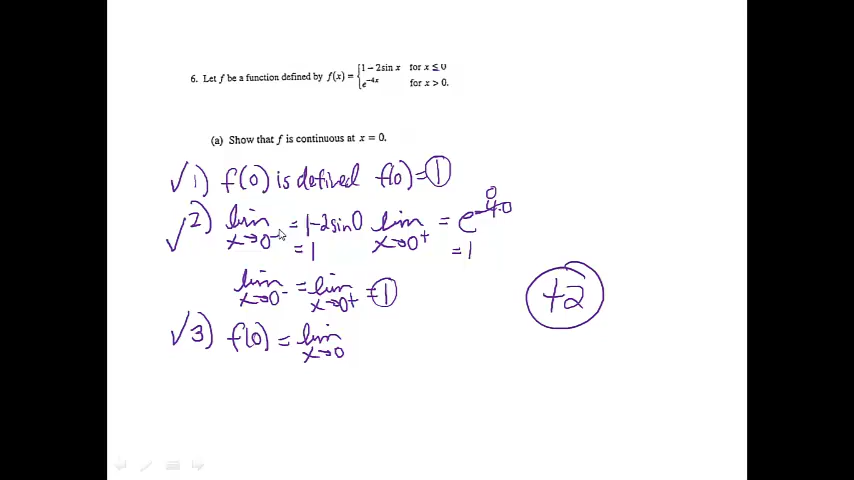 6. Let f be a function defined by f(x) = { 1 − 2sin x for x ≤ 0
e^{−4x} for x > 0.
(a) Show that f is continuous at x = 0.
✓ 1) f(0) is defined f(0) = 1
✓ 2) lim x→0⁻ = 1−2sin0 = 1 lim x→0⁺ = e^{−4·0} 0 = 1
lim x→0⁻ = lim x→0⁺ = 1
+2
✓ 3) f(0) = lim x→0